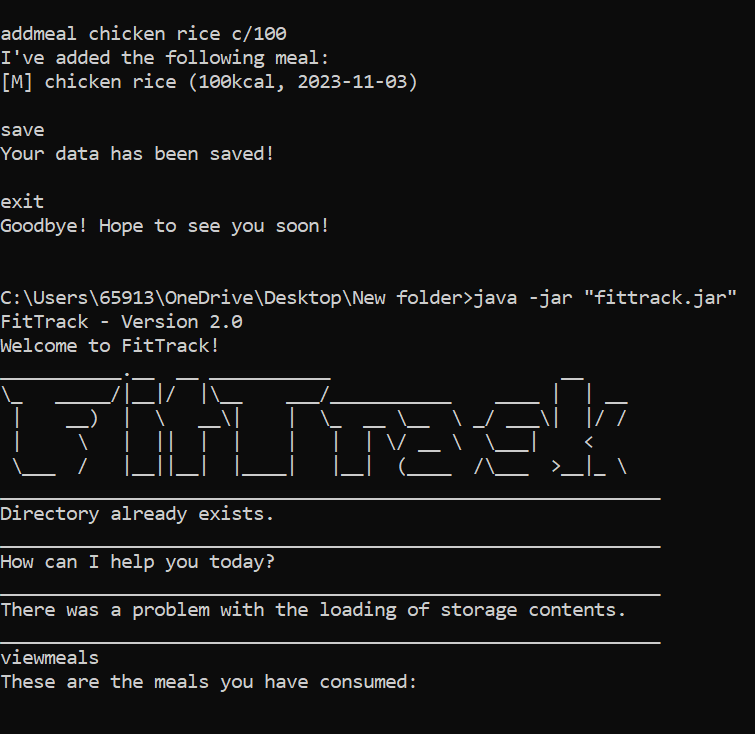 addmeal chicken rice c/100
I've added the following meal:
[M] chicken rice (100kcal, 2023-11-03)
save
Your data has been saved!
exit
Goodbye! Hope to see you soon!
C:\Users\65913\OneDrive\Desktop\New folder>java -jar "fittrack.jar"
FitTrack - Version 2.0
Welcome to FitTrack!
FitTrack
Directory already exists.
How can I help you today?
There was a problem with the loading of storage contents.
viewmeals
These are the meals you have consumed: